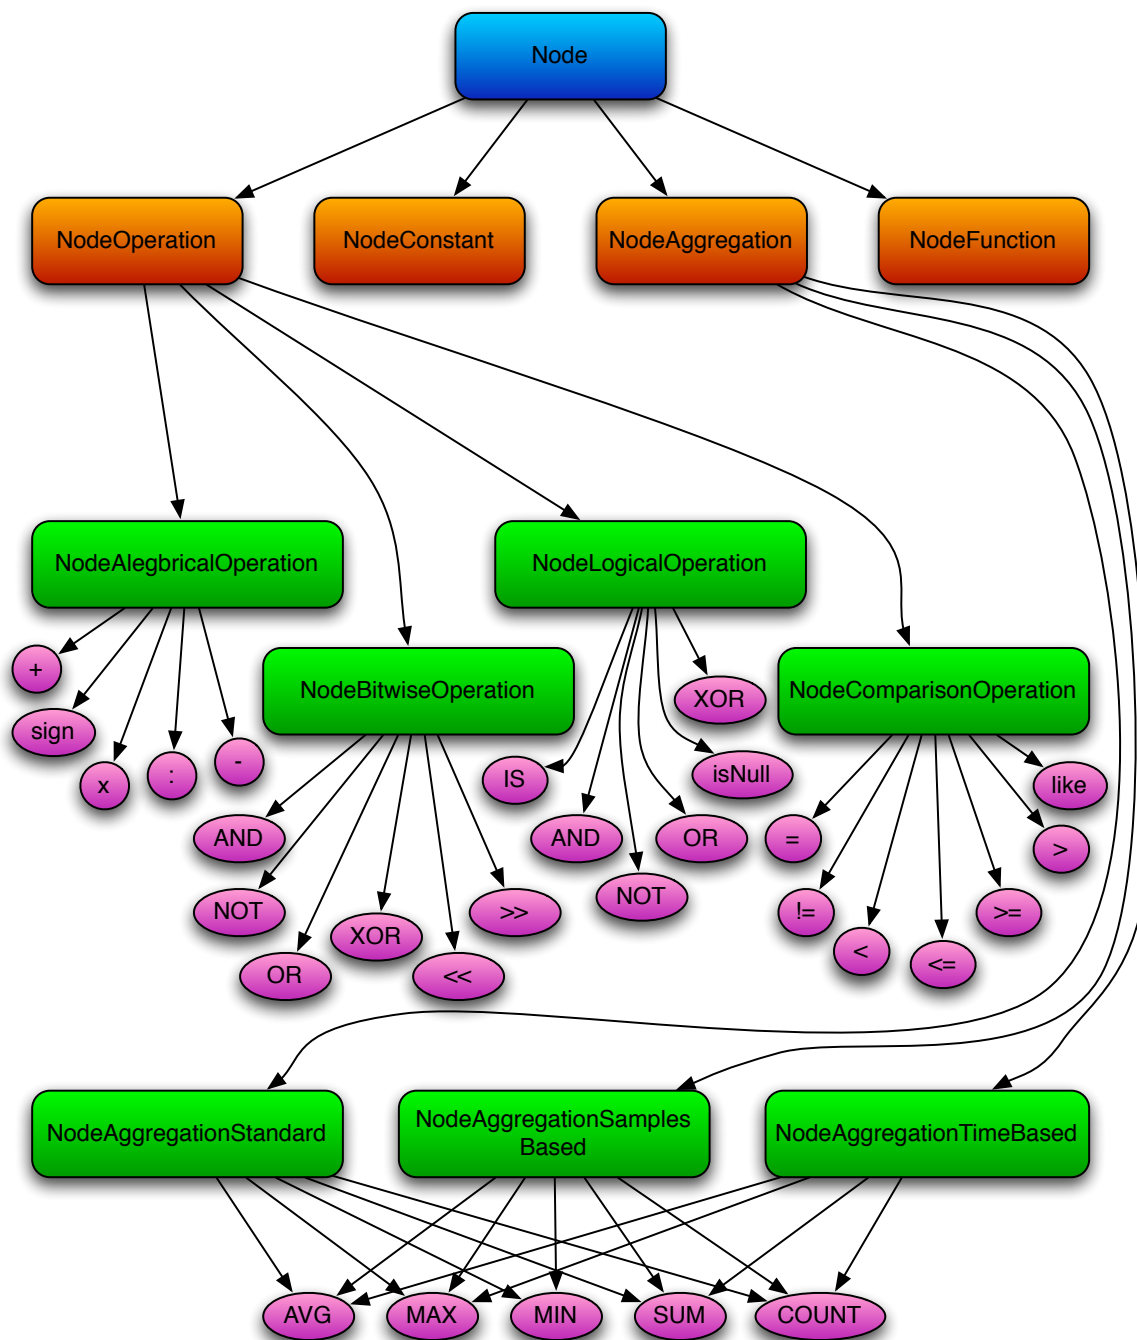 Node
NodeOperation
NodeConstant
NodeAggregation
NodeFunction
NodeAlegbricalOperation
NodeLogicalOperation
+
sign
x
:
-
NodeBitwiseOperation
XOR
NodeComparisonOperation
IS
isNull
like
AND
AND
OR
=
>
NOT
XOR
>>
NOT
!=
>=
OR
<<
<
<=
NodeAggregationStandard
NodeAggregationSamples
Based
NodeAggregationTimeBased
AVG
MAX
MIN
SUM
COUNT